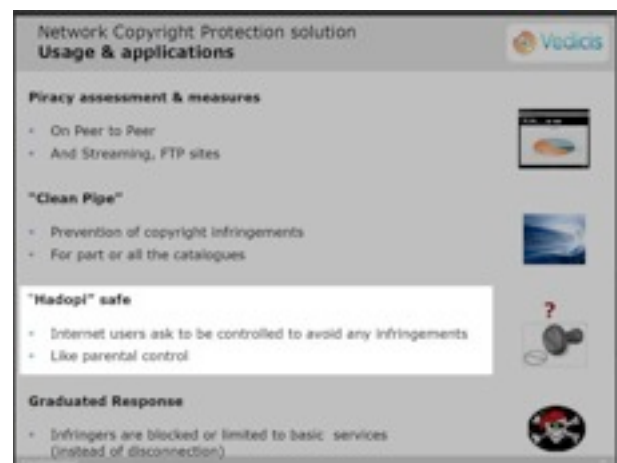 Network Copyright Protection solution
Usage & applications
Vedicis
Piracy assessment & measures
• On Peer to Peer
• And Streaming, FTP sites
"Clean Pipe"
• Prevention of copyright infringements
• For part or all the catalogues
"Hadopi" safe
?
• Internet users ask to be controlled to avoid any infringements
• Like parental control
Graduated Response
• Infringers are blocked or limited to basic services
(instead of disconnection)